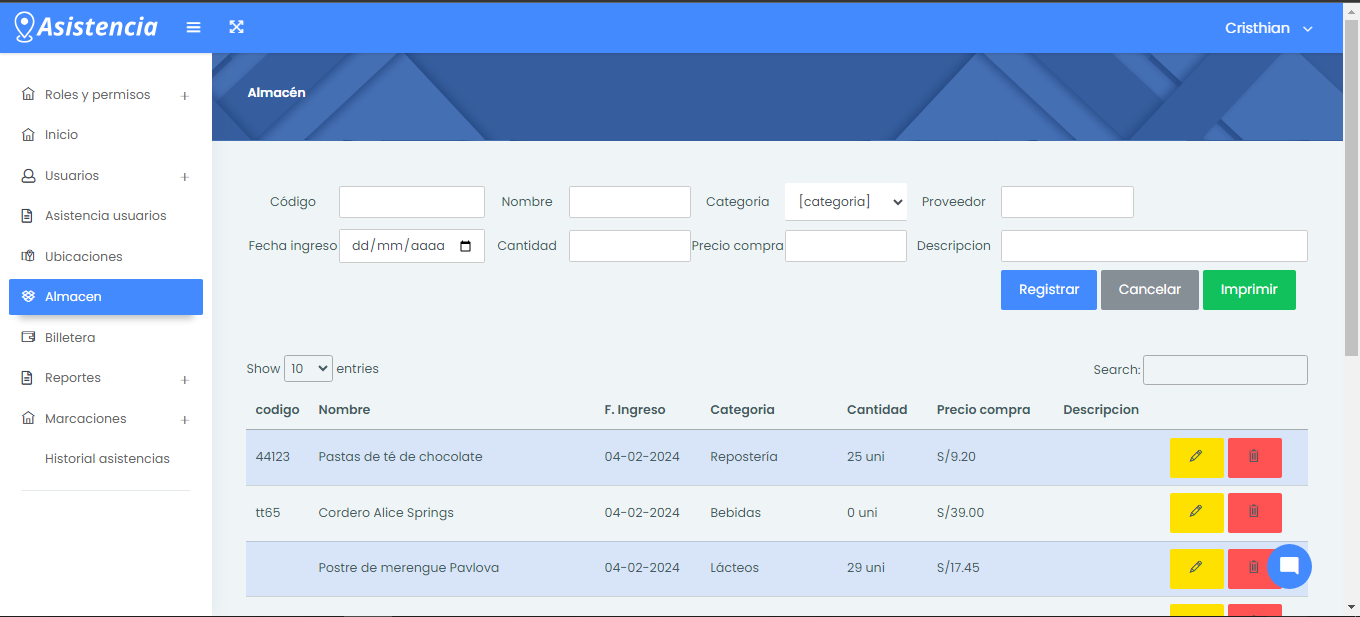 Asistencia
Cristhian
Roles y permisos +
Inicio
Usuarios +
Asistencia usuarios
Ubicaciones
Almacen
Billetera
Reportes +
Marcaciones +
Historial asistencias
Almacén
Código Nombre Categoria [categoria] Proveedor
Fecha ingreso dd/mm/aaaa Cantidad Precio compra Descripcion
Registrar Cancelar Imprimir
Show 10 entries Search:
codigo Nombre F. Ingreso Categoria Cantidad Precio compra Descripcion
44123 Pastas de té de chocolate 04-02-2024 Repostería 25 uni S/9.20
tt65 Cordero Alice Springs 04-02-2024 Bebidas 0 uni S/39.00
Postre de merengue Pavlova 04-02-2024 Lácteos 29 uni S/17.45